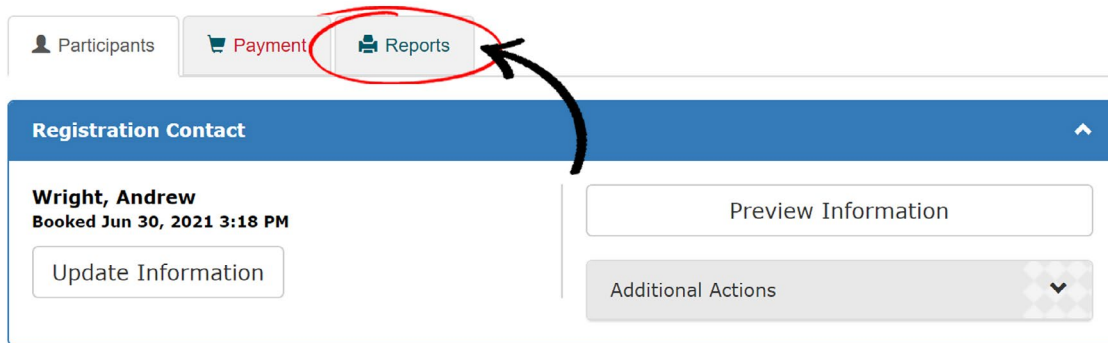 Participants
Payment
Reports
Registration Contact
Wright, Andrew
Booked Jun 30, 2021 3:18 PM
Update Information
Preview Information
Additional Actions